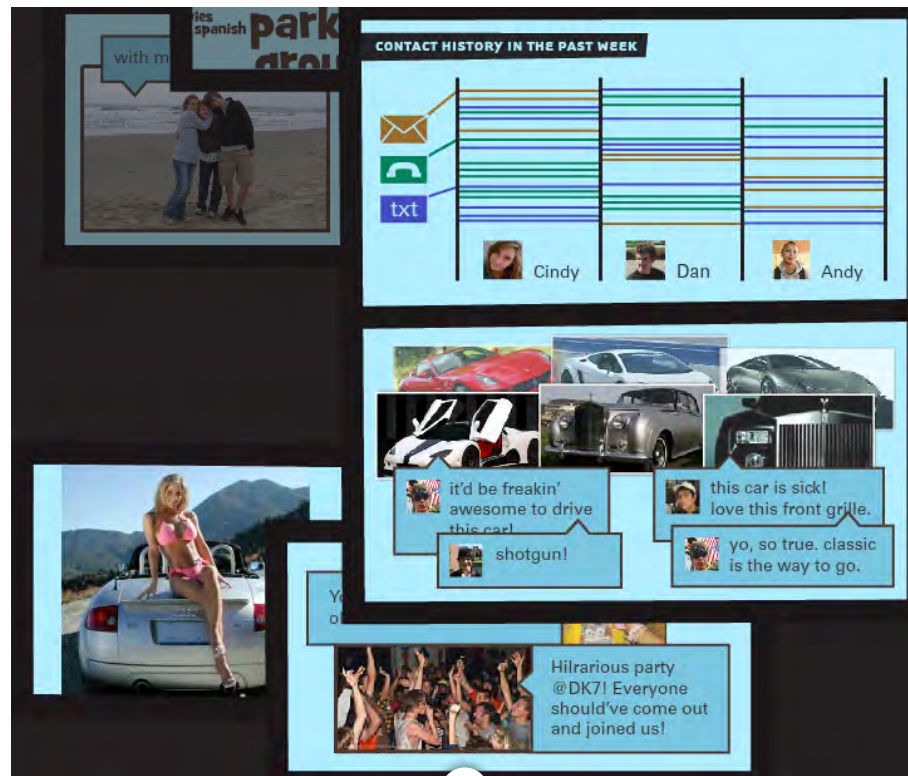 spanish park
with m
CONTACT HISTORY IN THE PAST WEEK
txt
Cindy
Dan
Andy
it'd be freakin'
awesome to drive
this car!
shotgun!
this car is sick!
love this front grille.
yo, so true. classic
is the way to go.
Hilrarious party
@DK7! Everyone
should've come out
and joined us!